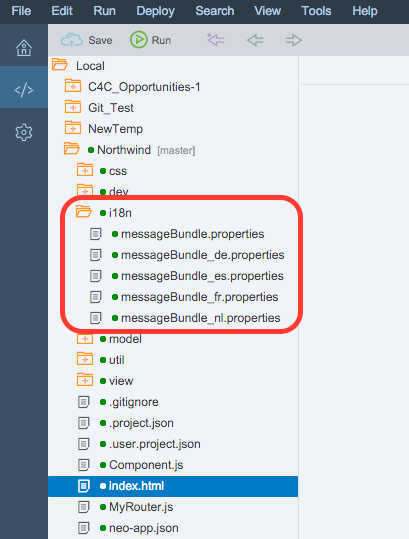 File Edit Run Deploy Search View Tools Help
Save Run
Local
C4C_Opportunities-1
Git_Test
NewTemp
Northwind [master]
css
dev
i18n
messageBundle.properties
messageBundle_de.properties
messageBundle_es.properties
messageBundle_fr.properties
messageBundle_nl.properties
model
util
view
.gitignore
.project.json
.user.project.json
Component.js
index.html
MyRouter.js
neo-app.json